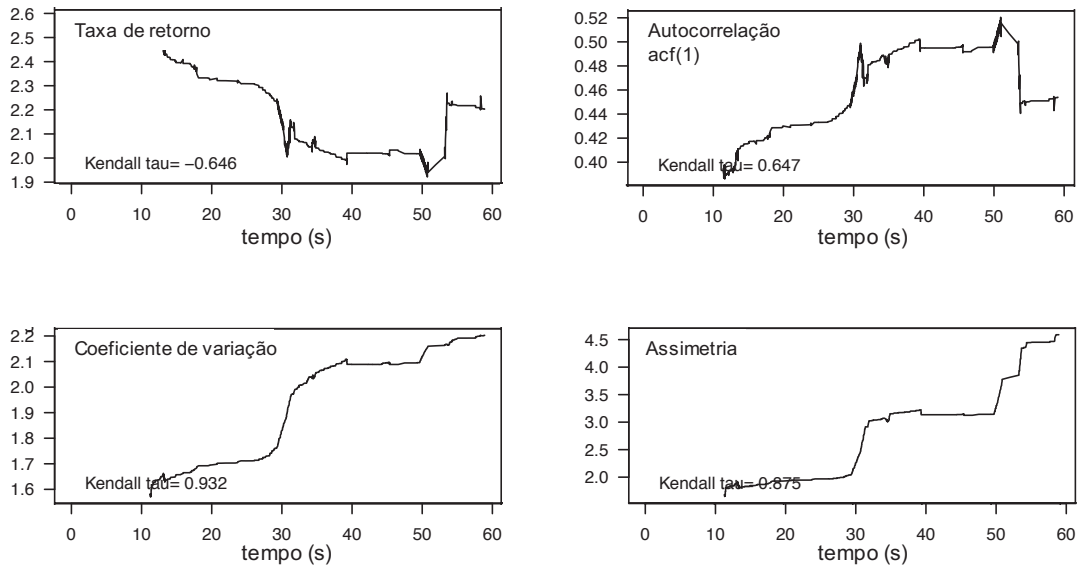 Taxa de retorno
2.6
2.5
2.4
2.3
2.2
2.1
2.0
1.9
Kendall tau= −0.646
0 10 20 30 40 50 60
tempo (s)
Autocorrelação
acf(1)
0.52
0.50
0.48
0.46
0.44
0.42
0.40
Kendall tau= 0.647
0 10 20 30 40 50 60
tempo (s)
Coeficiente de variação
2.2
2.1
2.0
1.9
1.8
1.7
1.6
Kendall tau= 0.932
0 10 20 30 40 50 60
tempo (s)
Assimetria
4.5
4.0
3.5
3.0
2.5
2.0
Kendall tau= 0.875
0 10 20 30 40 50 60
tempo (s)